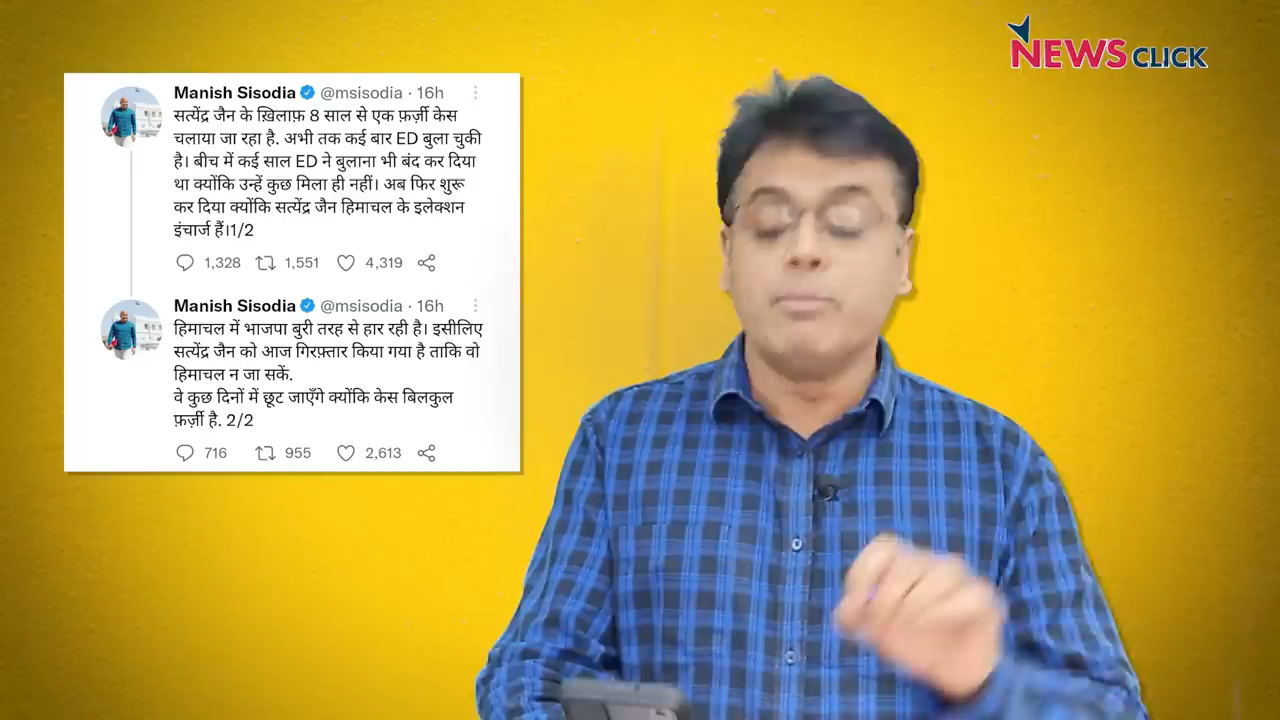 NEWS CLICK
Manish Sisodia @msisodia · 16h
सत्येंद्र जैन के ख़िलाफ़ 8 साल से एक फ़र्ज़ी केस
चलाया जा रहा है. अभी तक कई बार ED बुला चुकी
है। बीच में कई साल ED ने बुलाना भी बंद कर दिया
था क्योंकि उन्हें कुछ मिला ही नहीं। अब फिर शुरू
कर दिया क्योंकि सत्येंद्र जैन हिमाचल के इलेक्शन
इंचार्ज हैं।1/2
1,328 1,551 4,319
Manish Sisodia @msisodia · 16h
हिमाचल में भाजपा बुरी तरह से हार रही है। इसीलिए
सत्येंद्र जैन को आज गिरफ़्तार किया गया है ताकि वो
हिमाचल न जा सकें.
वे कुछ दिनों में छूट जाएँगे क्योंकि केस बिलकुल
फ़र्ज़ी है. 2/2
716 955 2,613